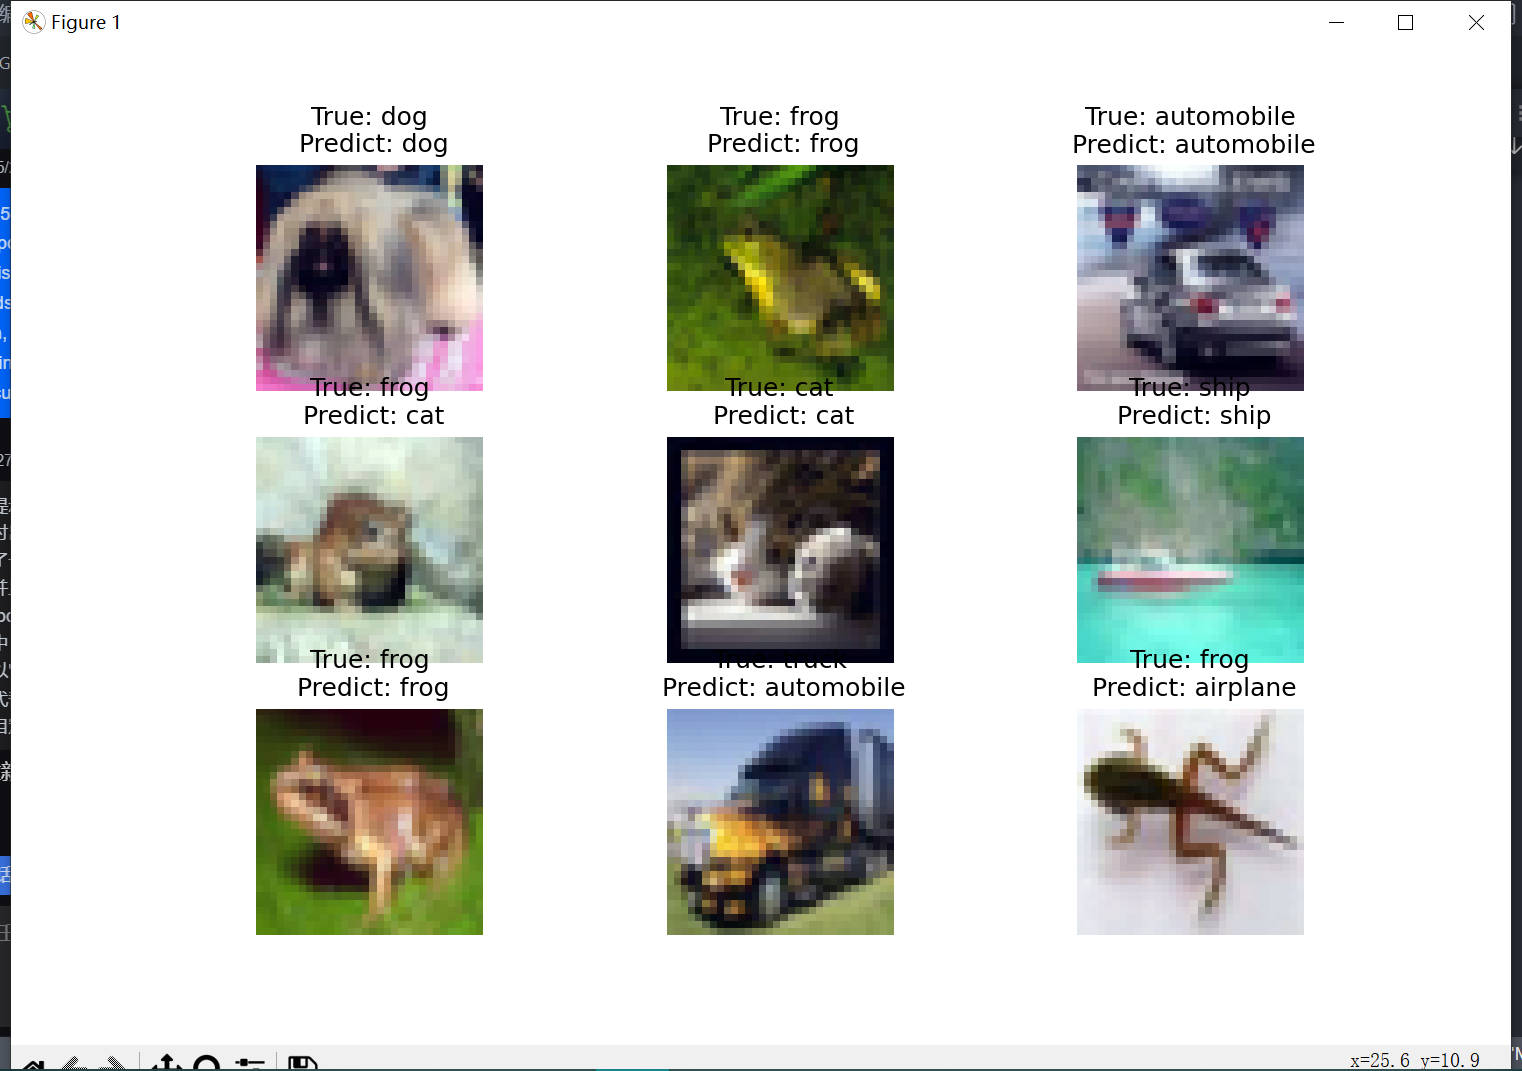 Figure 1
True: dog
Predict: dog
True: frog
Predict: frog
True: automobile
Predict: automobile
True: frog
Predict: cat
True: cat
Predict: cat
True: ship
Predict: ship
True: frog
Predict: frog
True: truck
Predict: automobile
True: frog
Predict: airplane
x=25.6 y=10.9